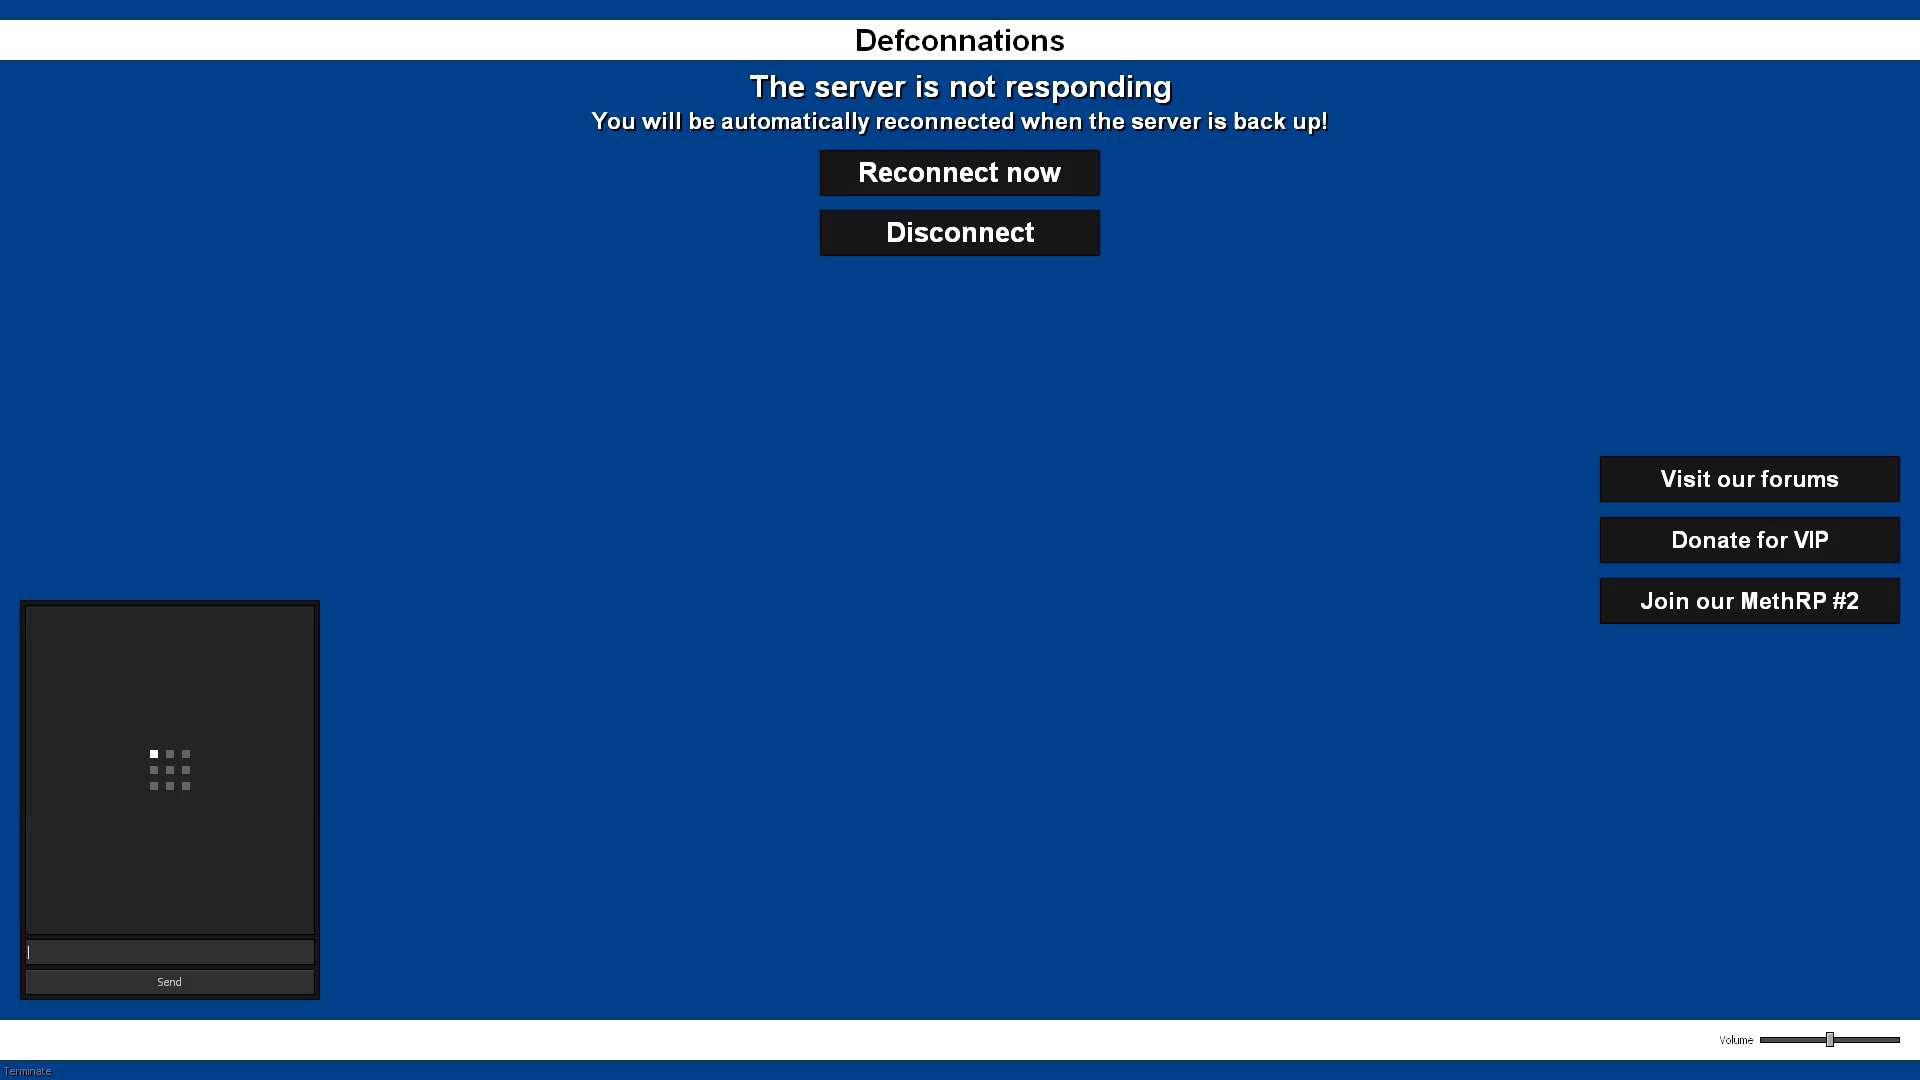 Defconnations
The server is not responding
You will be automatically reconnected when the server is back up!
Reconnect now
Disconnect
Visit our forums
Donate for VIP
Join our MethRP #2
Send
Volume
Terminate